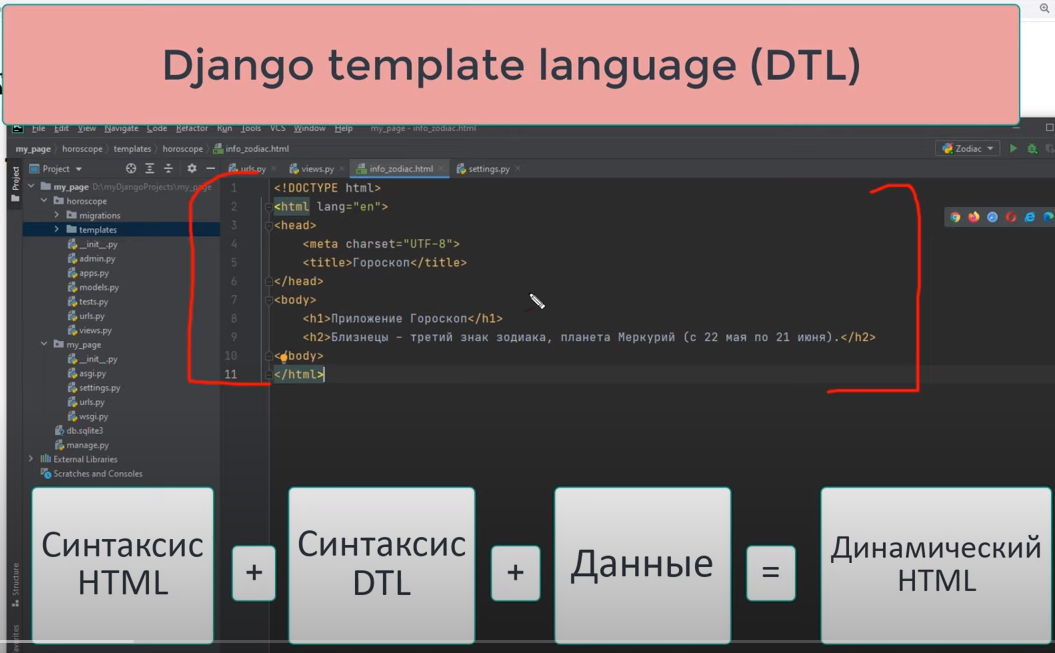 Django template language (DTL)
File Edit View Navigate Code Refactor Run Tools VCS Window Help my_page - info_zodiac.html
my_page horoscope templates horoscope info_zodiac.html Zodiac
Project urls.py views.py info_zodiac.html settings.py
Project
my_page D:\myDjangoProjects\my_page
horoscope
migrations
templates
__init__.py
admin.py
apps.py
models.py
tests.py
urls.py
views.py
my_page
__init__.py
asgi.py
settings.py
urls.py
wsgi.py
db.sqlite3
manage.py
External Libraries
Scratches and Consoles
1 <!DOCTYPE html>
2 <html lang="en">
3 <head>
4 <meta charset="UTF-8">
5 <title>Гороскоп</title>
6 </head>
7 <body>
8 <h1>Приложение Гороскоп</h1>
9 <h2>Близнецы - третий знак зодиака, планета Меркурий (с 22 мая по 21 июня).</h2>
10 </body>
11 </html>
Structure
Синтаксис
HTML
+
Синтаксис
DTL
+
Данные
=
Динамический
HTML